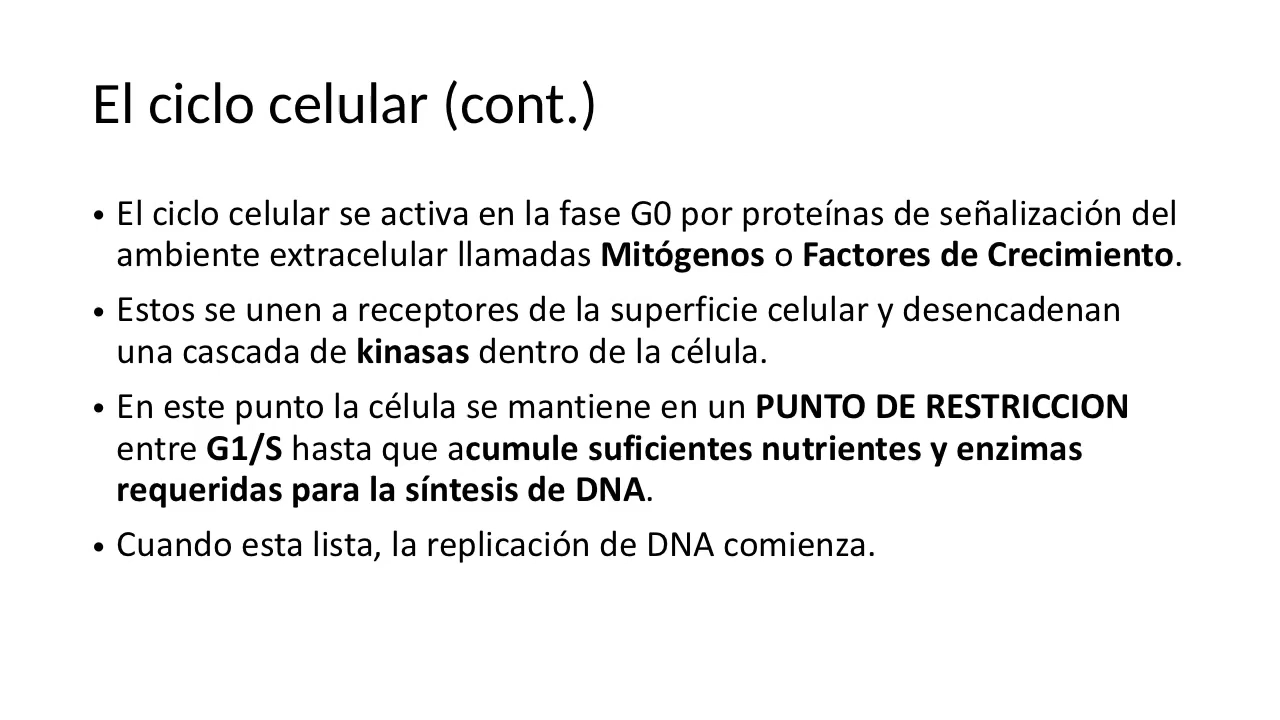 El ciclo celular (cont.)
• El ciclo celular se activa en la fase G0 por proteínas de señalización del
ambiente extracelular llamadas Mitógenos o Factores de Crecimiento.
• Estos se unen a receptores de la superficie celular y desencadenan
una cascada de kinasas dentro de la célula.
• En este punto la célula se mantiene en un PUNTO DE RESTRICCION
entre G1/S hasta que acumule suficientes nutrientes y enzimas
requeridas para la síntesis de DNA.
• Cuando esta lista, la replicación de DNA comienza.